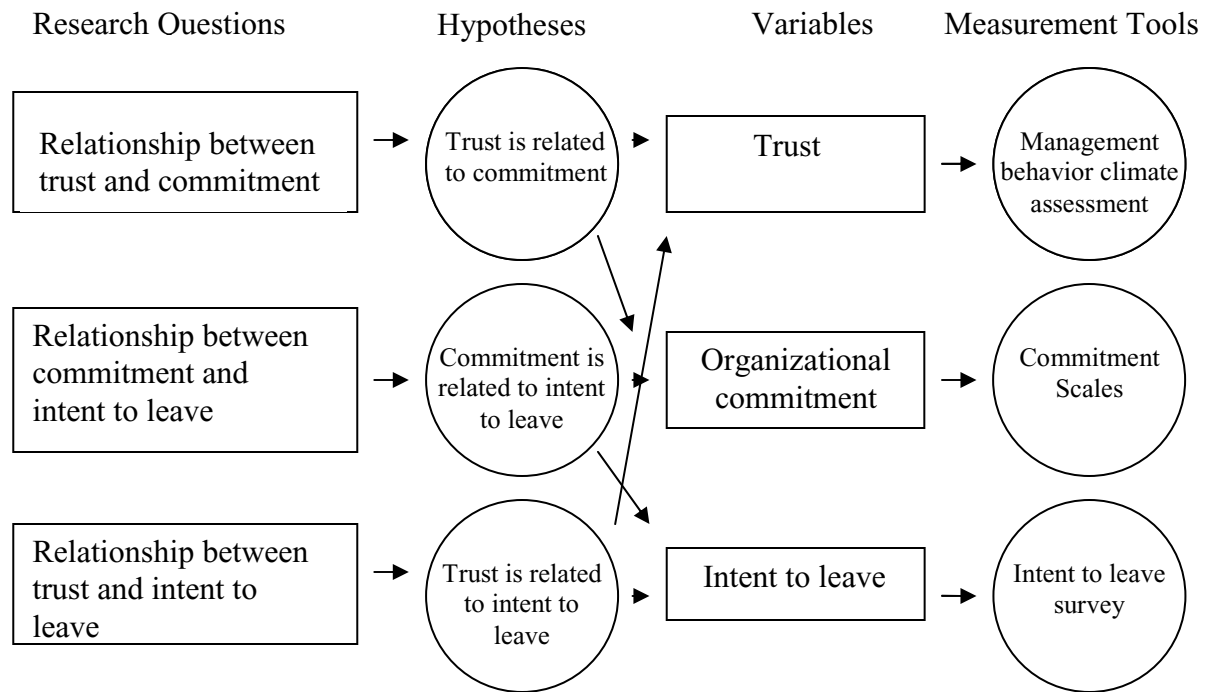 Research Ouestions
Hypotheses
Variables
Measurement Tools
Relationship between
trust and commitment
Trust is related
to commitment
Trust
Management
behavior climate
assessment
Relationship between
commitment and
intent to leave
Commitment is
related to intent
to leave
Organizational
commitment
Commitment
Scales
Relationship between
trust and intent to
leave
Trust is related
to intent to
leave
Intent to leave
Intent to leave
survey